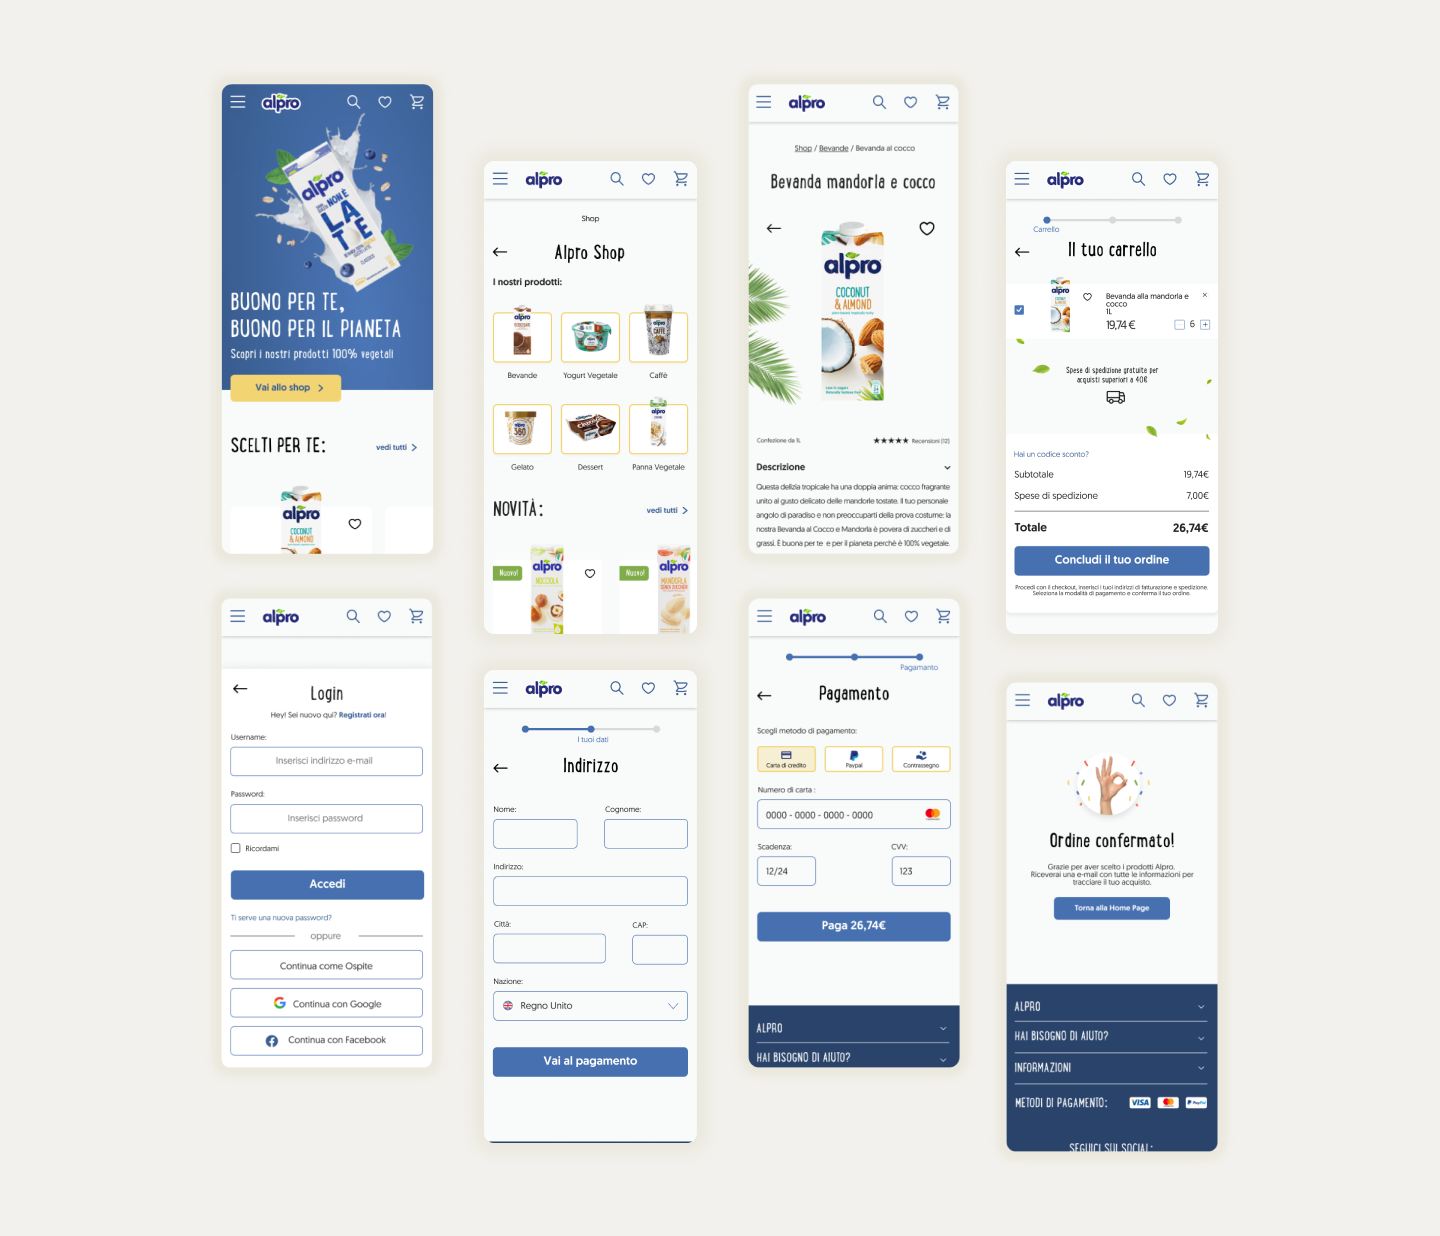 alpro
alpro
THIS IS
NOT M*LK
NON È
LA
TTE
BUONO PER TE,
BUONO PER IL PIANETA
Scopri i nostri prodotti 100% vegetali
Vai allo shop
SCELTI PER TE:
vedi tutti
alpro
COCONUT
& ALMOND
alpro
Shop
Alpro Shop
I nostri prodotti:
Bevande
Yogurt Vegetale
Caffè
Gelato
Dessert
Panna Vegetale
NOVITÀ:
vedi tutti
Nuovo!
alpro
NOCCIOLA
Nuovo!
alpro
MANDORLA
SENZA ZUCCHERI
alpro
Shop / Bevande / Bevanda al cocco
Bevanda mandorla e cocco
alpro
COCONUT
& ALMOND
Confezione da 1L
Recensioni (12)
Descrizione
Questa delizia tropicale ha una doppia anima: cocco fragrante
unito al gusto delicato delle mandorle tostate. Il tuo personale
angolo di paradiso e non preoccuparti della prova costume: la
nostra Bevanda al Cocco e Mandorla è povera di zuccheri e di
grassi. È buona per te e per il pianeta perchè è 100% vegetale.
alpro
Carrello
Il tuo carrello
Bevanda alla mandorla e
cocco
1L
19,74 €
6
Spese di spedizione gratuite per
acquisti superiori a 40€
Hai un codice sconto?
Subtotale 19,74€
Spese di spedizione 7,00€
Totale 26,74€
Concludi il tuo ordine
Procedi con il checkout, inserisci i tuoi indirizzi di fatturazione e spedizione.
Seleziona la modalità di pagamento e conferma il tuo ordine.
alpro
Login
Hey! Sei nuovo qui? Registrati ora!
Username:
Inserisci indirizzo e-mail
Password:
Inserisci password
Ricordami
Accedi
Ti serve una nuova password?
oppure
Continua come Ospite
Continua con Google
Continua con Facebook
alpro
I tuoi dati
Indirizzo
Nome:
Cognome:
Indirizzo:
Città:
CAP:
Nazione:
Regno Unito
Vai al pagamento
alpro
Pagamanto
Pagamento
Scegli metodo di pagamento:
Carta di credito
Paypal
Contrassegno
Numero di carta :
0000 - 0000 - 0000 - 0000
Scadenza:
CVV:
12/24
123
Paga 26,74€
ALPRO
HAI BISOGNO DI AIUTO?
alpro
Ordine confermato!
Grazie per aver scelto i prodotti Alpro.
Riceverai una e-mail con tutte le informazioni per
tracciare il tuo acquisto.
Torna alla Home Page
ALPRO
HAI BISOGNO DI AIUTO?
INFORMAZIONI
METODI DI PAGAMENTO:
VISA
PayPal
SEGUICI SUI SOCIAL: